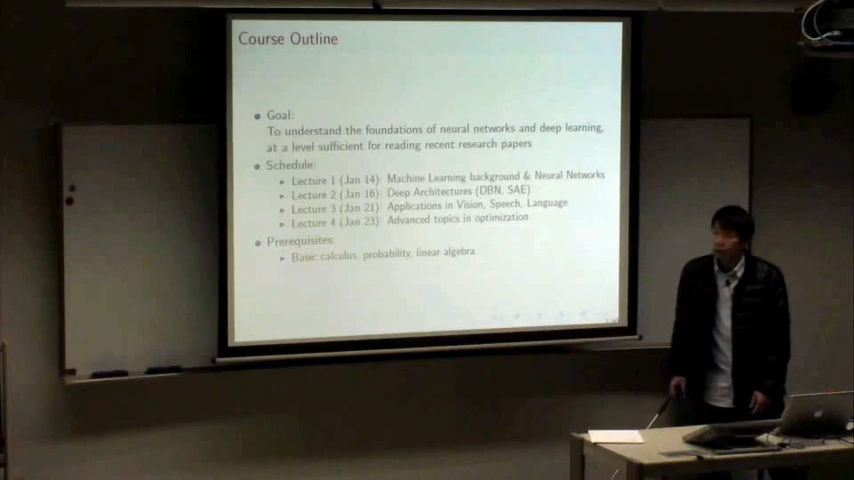 Course Outline
Goal:
To understand the foundations of neural networks and deep learning,
at a level sufficient for reading recent research papers
Schedule:
Lecture 1 (Jan 14): Machine Learning background & Neural Networks
Lecture 2 (Jan 16): Deep Architectures (DBN, SAE)
Lecture 3 (Jan 21): Applications in Vision, Speech, Language
Lecture 4 (Jan 23): Advanced topics in optimization
Prerequisites:
Basic calculus, probability, linear algebra